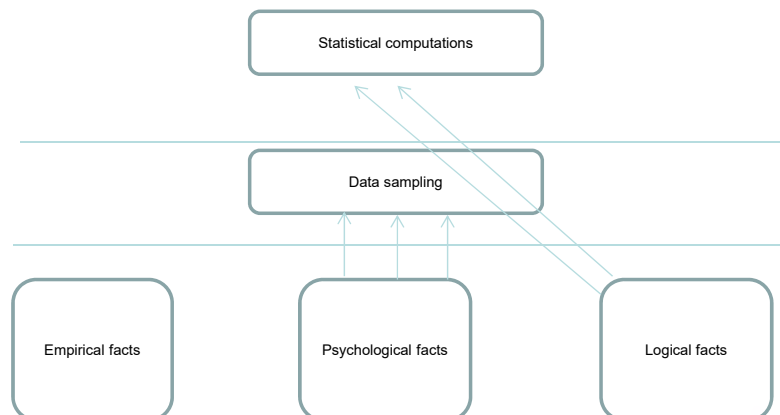 Statistical computations
Data sampling
Empirical facts
Psychological facts
Logical facts